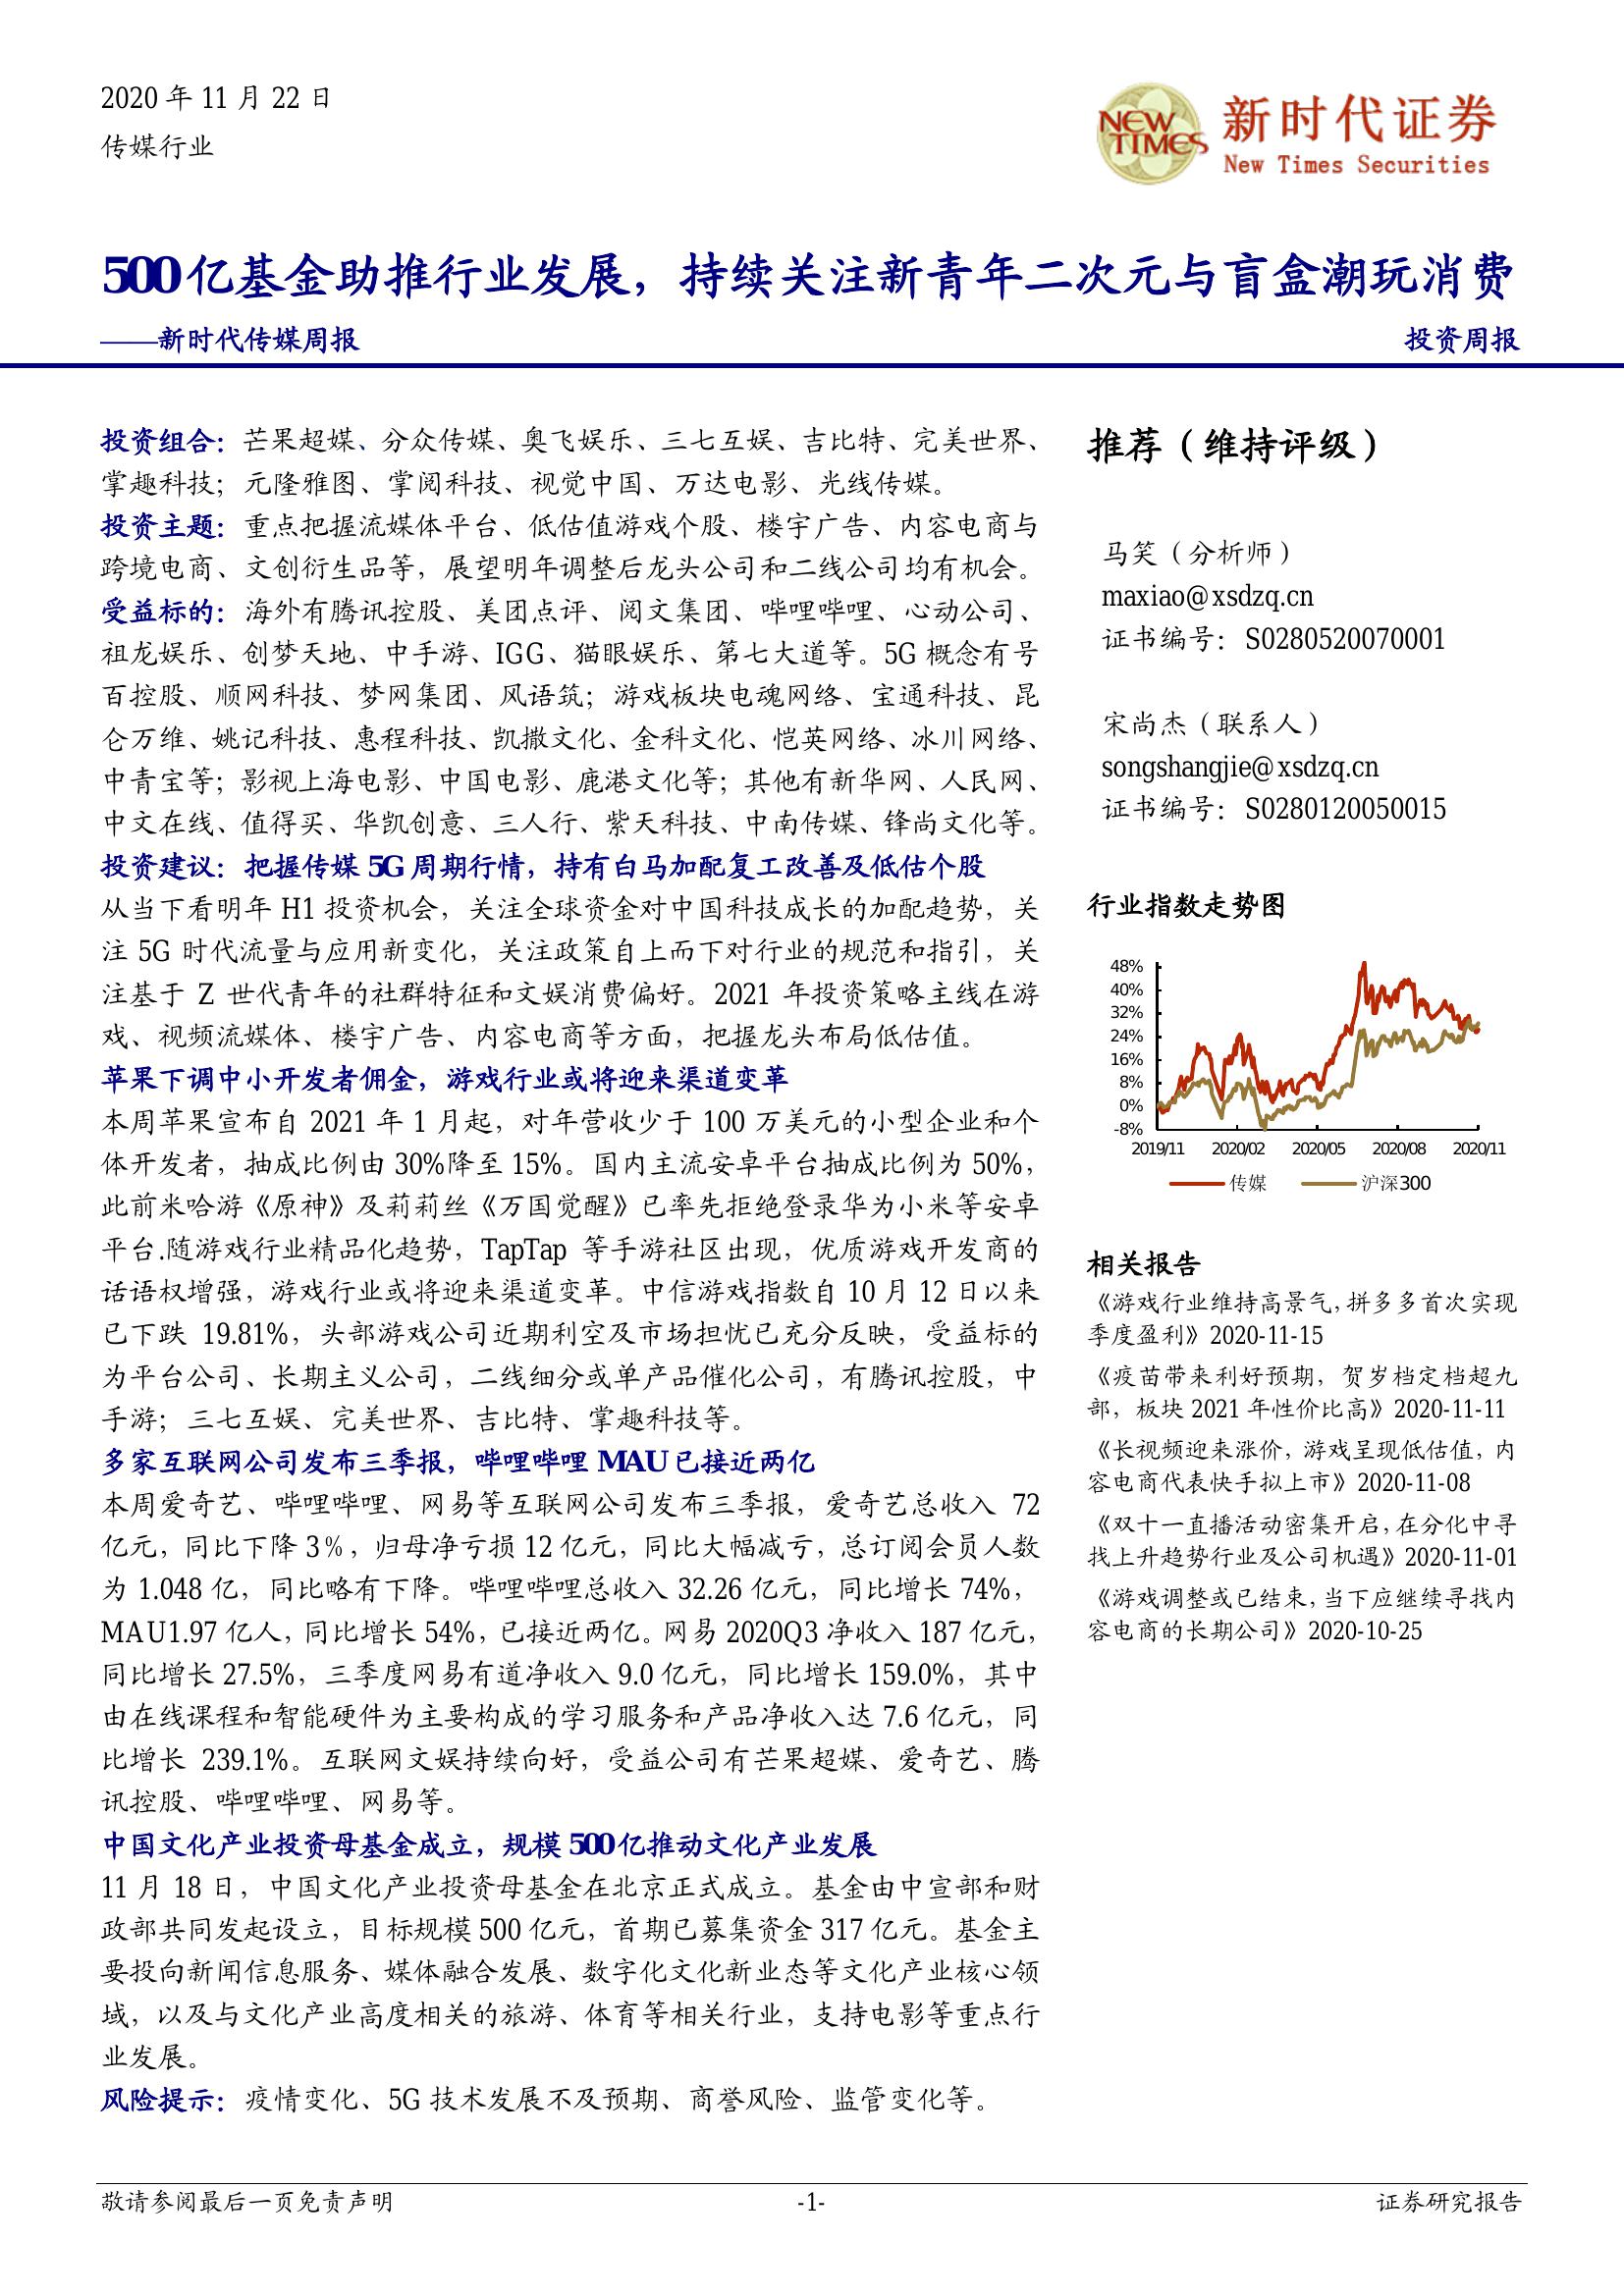 2020 年 11 月 22 日
传媒行业
NEW TIMES
新时代证券
New Times Securities
500 亿基金助推行业发展，持续关注新青年二次元与盲盒潮玩消费
——新时代传媒周报
投资周报
投资组合：芒果超媒、分众传媒、奥飞娱乐、三七互娱、吉比特、完美世界、
掌趣科技；元隆雅图、掌阅科技、视觉中国、万达电影、光线传媒。
投资主题：重点把握流媒体平台、低估值游戏个股、楼宇广告、内容电商与
跨境电商、文创衍生品等，展望明年调整后龙头公司和二线公司均有机会。
受益标的：海外有腾讯控股、美团点评、阅文集团、哔哩哔哩、心动公司、
祖龙娱乐、创梦天地、中手游、IGG、猫眼娱乐、第七大道等。5G 概念有号
百控股、顺网科技、梦网集团、风语筑；游戏板块电魂网络、宝通科技、昆
仑万维、姚记科技、惠程科技、凯撒文化、金科文化、恺英网络、冰川网络、
中青宝等；影视上海电影、中国电影、鹿港文化等；其他有新华网、人民网、
中文在线、值得买、华凯创意、三人行、紫天科技、中南传媒、锋尚文化等。
投资建议：把握传媒 5G 周期行情，持有白马加配复工改善及低估个股
从当下看明年 H1 投资机会，关注全球资金对中国科技成长的加配趋势，关
注 5G 时代流量与应用新变化，关注政策自上而下对行业的规范和指引，关
注基于 Z 世代青年的社群特征和文娱消费偏好。2021 年投资策略主线在游
戏、视频流媒体、楼宇广告、内容电商等方面，把握龙头布局低估值。
苹果下调中小开发者佣金，游戏行业或将迎来渠道变革
本周苹果宣布自 2021 年 1 月起，对年营收少于 100 万美元的小型企业和个
体开发者，抽成比例由 30%降至 15%。国内主流安卓平台抽成比例为 50%，
此前米哈游《原神》及莉莉丝《万国觉醒》已率先拒绝登录华为小米等安卓
平台.随游戏行业精品化趋势，TapTap 等手游社区出现，优质游戏开发商的
话语权增强，游戏行业或将迎来渠道变革。中信游戏指数自 10 月 12 日以来
已下跌 19.81%，头部游戏公司近期利空及市场担忧已充分反映，受益标的
为平台公司、长期主义公司，二线细分或单产品催化公司，有腾讯控股，中
手游；三七互娱、完美世界、吉比特、掌趣科技等。
多家互联网公司发布三季报，哔哩哔哩 MAU 已接近两亿
本周爱奇艺、哔哩哔哩、网易等互联网公司发布三季报，爱奇艺总收入 72
亿元，同比下降 3%，归母净亏损 12 亿元，同比大幅减亏，总订阅会员人数
为 1.048 亿，同比略有下降。哔哩哔哩总收入 32.26 亿元，同比增长 74%，
MAU1.97 亿人，同比增长 54%，已接近两亿。网易 2020Q3 净收入 187 亿元，
同比增长 27.5%，三季度网易有道净收入 9.0 亿元，同比增长 159.0%，其中
由在线课程和智能硬件为主要构成的学习服务和产品净收入达 7.6 亿元，同
比增长 239.1%。互联网文娱持续向好，受益公司有芒果超媒、爱奇艺、腾
讯控股、哔哩哔哩、网易等。
中国文化产业投资母基金成立，规模 500 亿推动文化产业发展
11 月 18 日，中国文化产业投资母基金在北京正式成立。基金由中宣部和财
政部共同发起设立，目标规模 500 亿元，首期已募集资金 317 亿元。基金主
要投向新闻信息服务、媒体融合发展、数字化文化新业态等文化产业核心领
域，以及与文化产业高度相关的旅游、体育等相关行业，支持电影等重点行
业发展。
风险提示：疫情变化、5G 技术发展不及预期、商誉风险、监管变化等。
推荐（维持评级）
马笑（分析师）
maxiao@xsdzq.cn
证书编号：S0280520070001
宋尚杰（联系人）
songshangjie@xsdzq.cn
证书编号：S0280120050015
行业指数走势图
48%
40%
32%
24%
16%
8%
0%
-8%
2019/11 2020/02 2020/05 2020/08 2020/11
传媒 沪深300
相关报告
《游戏行业维持高景气，拼多多首次实现
季度盈利》2020-11-15
《疫苗带来利好预期，贺岁档定档超九
部，板块 2021 年性价比高》2020-11-11
《长视频迎来涨价，游戏呈现低估值，内
容电商代表快手拟上市》2020-11-08
《双十一直播活动密集开启，在分化中寻
找上升趋势行业及公司机遇》2020-11-01
《游戏调整或已结束，当下应继续寻找内
容电商的长期公司》2020-10-25
敬请参阅最后一页免责声明
-1-
证券研究报告